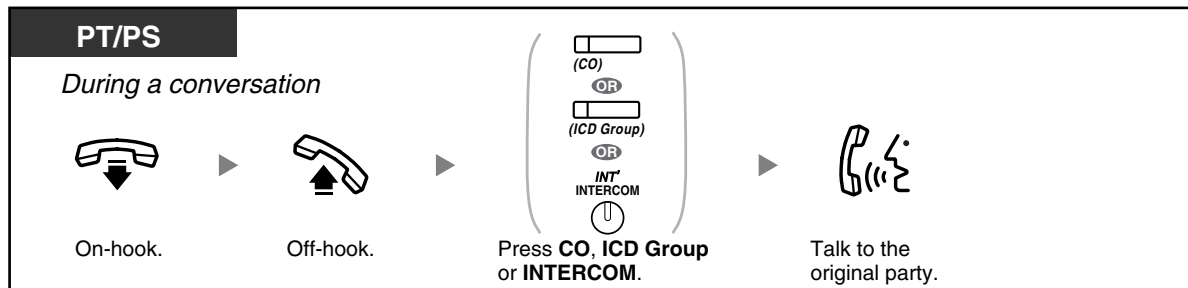 PT/PS
During a conversation
(CO)
OR
(ICD Group)
OR
INT'
INTERCOM
On-hook.
Off-hook.
Press CO, ICD Group
or INTERCOM.
Talk to the
original party.